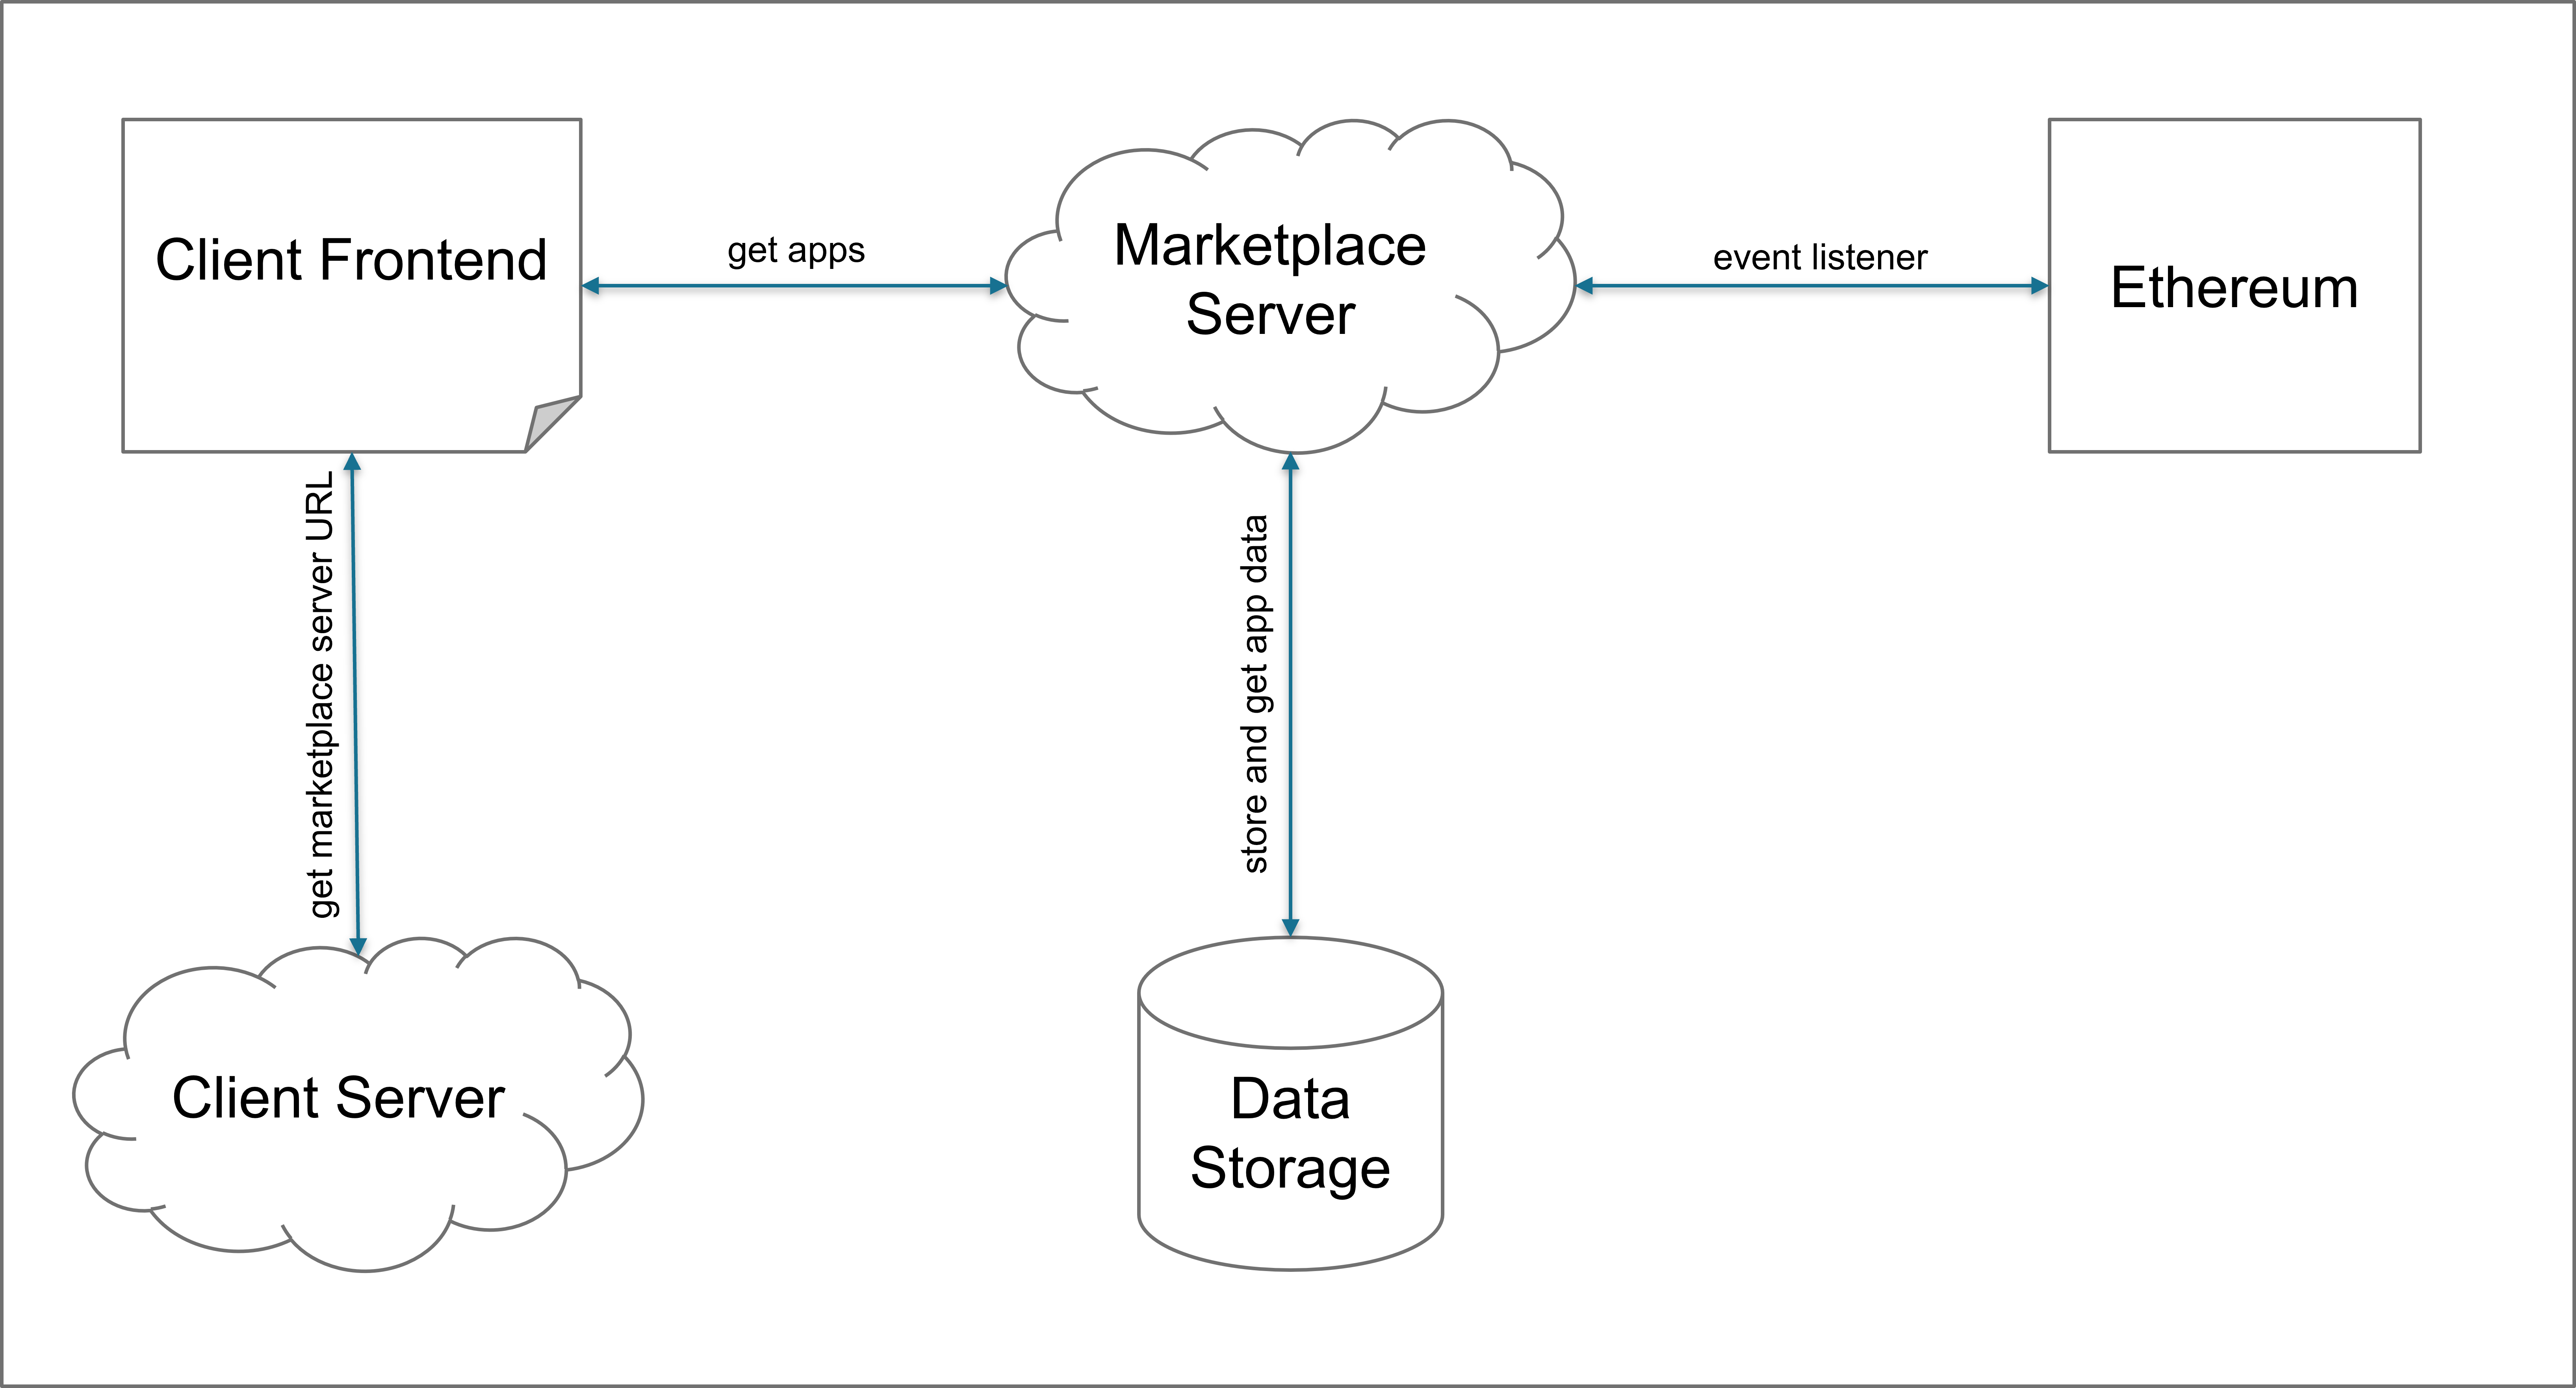 Client Frontend
get apps
Marketplace
Server
event listener
Ethereum
get marketplace server URL
store and get app data
Client Server
Data
Storage